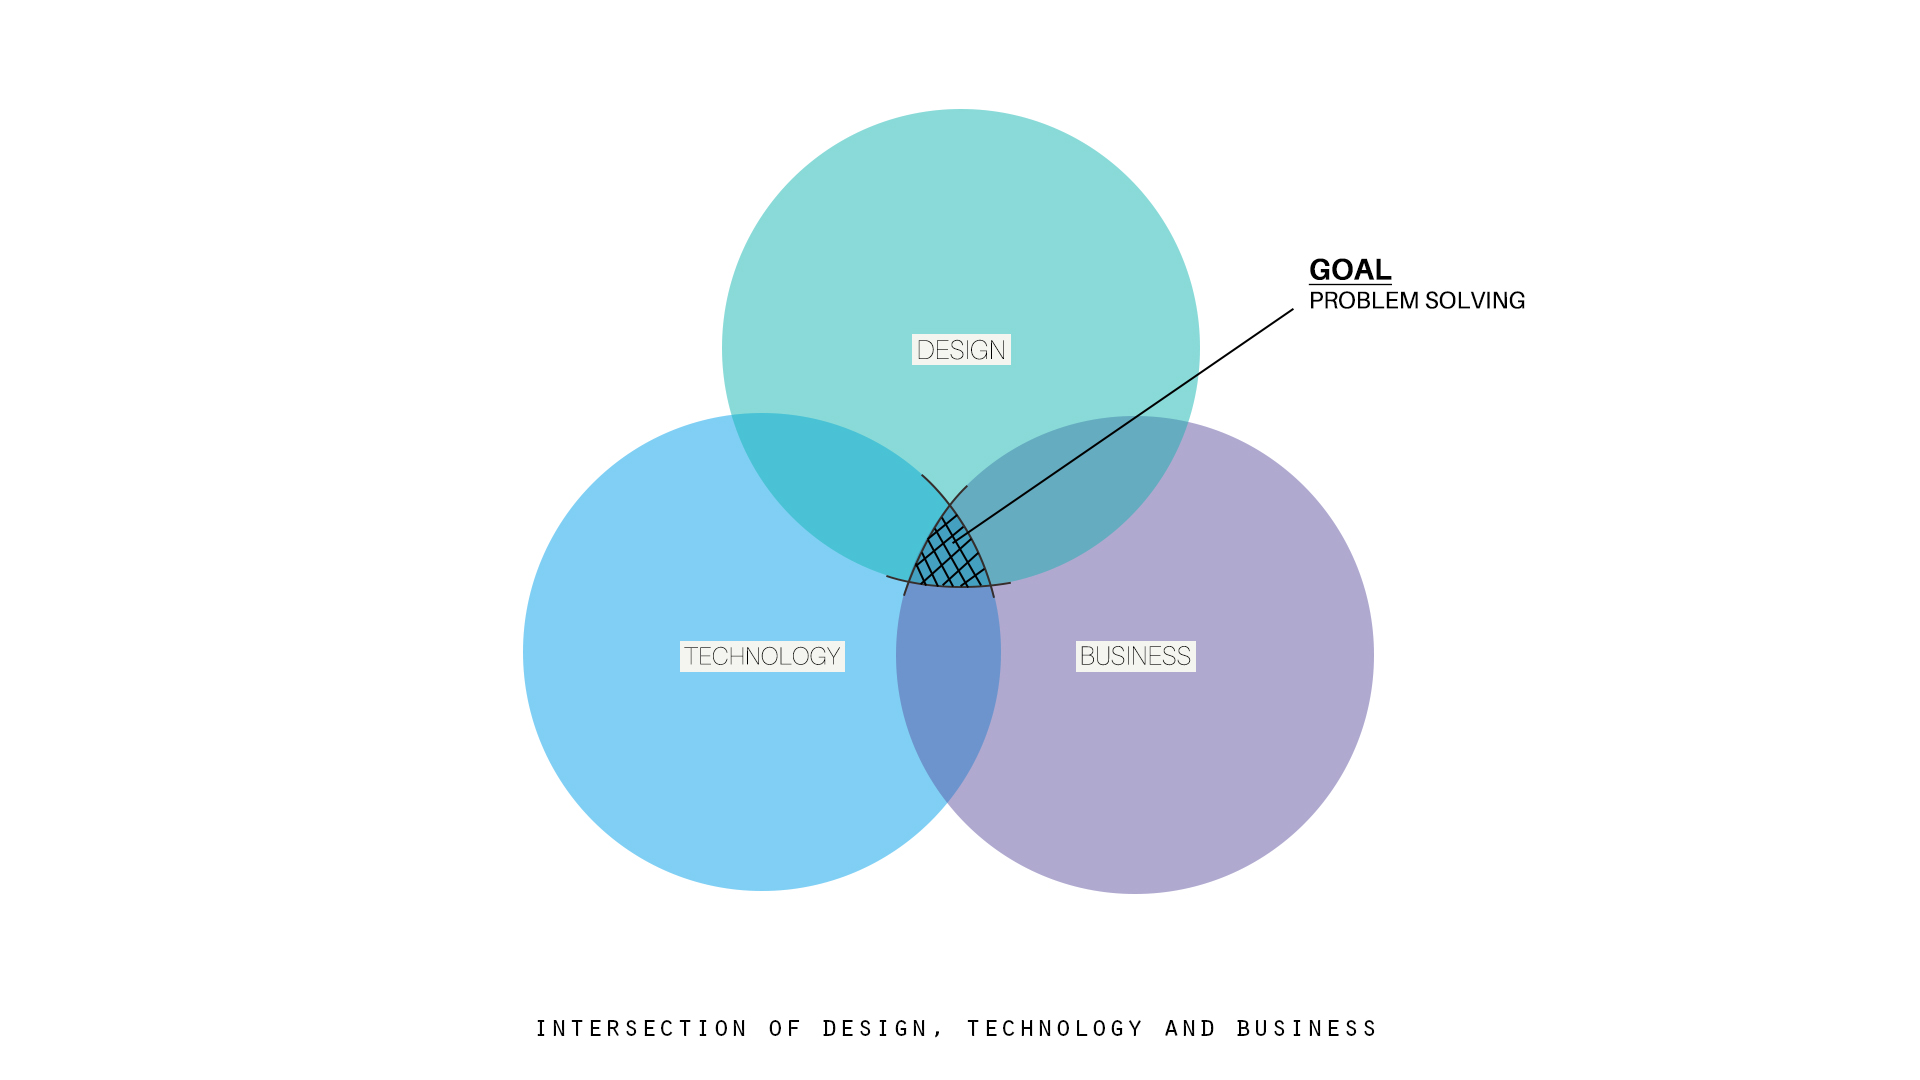 GOAL
PROBLEM SOLVING
DESIGN
TECHNOLOGY
BUSINESS
INTERSECTION OF DESIGN, TECHNOLOGY AND BUSINESS